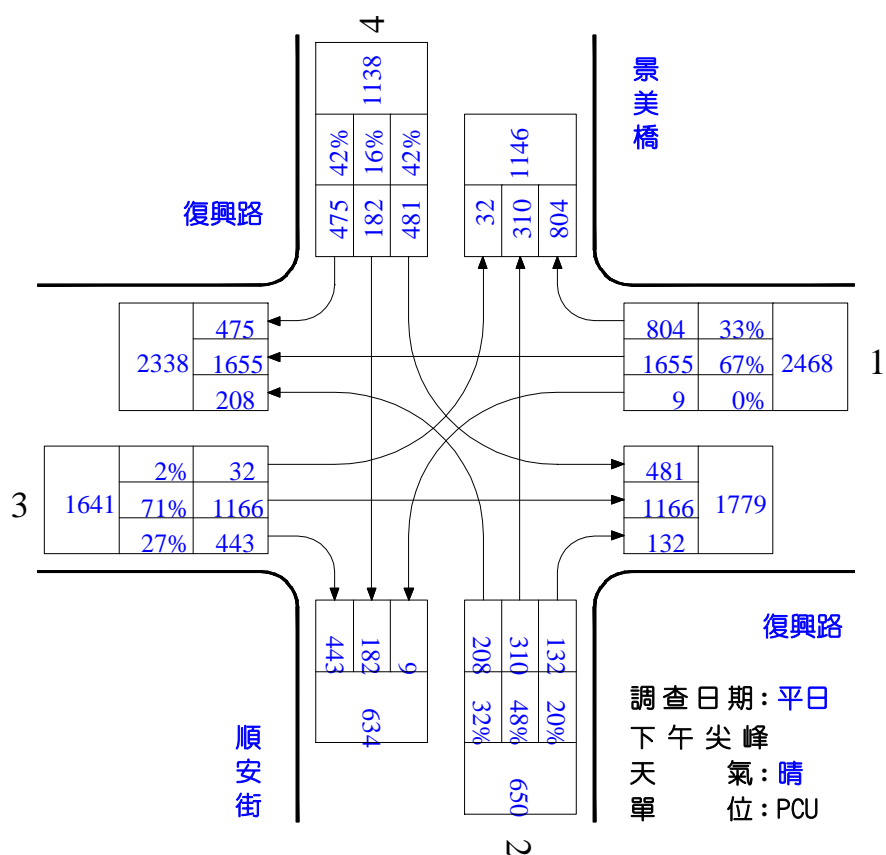 4
1138
42% 16% 42%
475 182 481
1146
32 310 804
景美橋
復興路
2338
475
1655
208
804 33%
1655 67%
9 0%
2468
1
3
1641
2% 32
71% 1166
27% 443
481
1166
132
1779
443 182 9
634
208 310 132
32% 48% 20%
650
2
復興路
順安街
調查日期:平日
下午尖峰
天 氣:晴
單 位:PCU